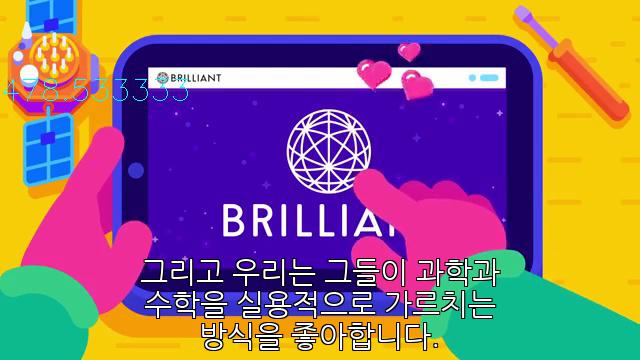 BRILLIANT
478.533333
BRILLIA
그리고 우리는 그들이 과학과
수학을 실용적으로 가르치는
방식을 좋아합니다.